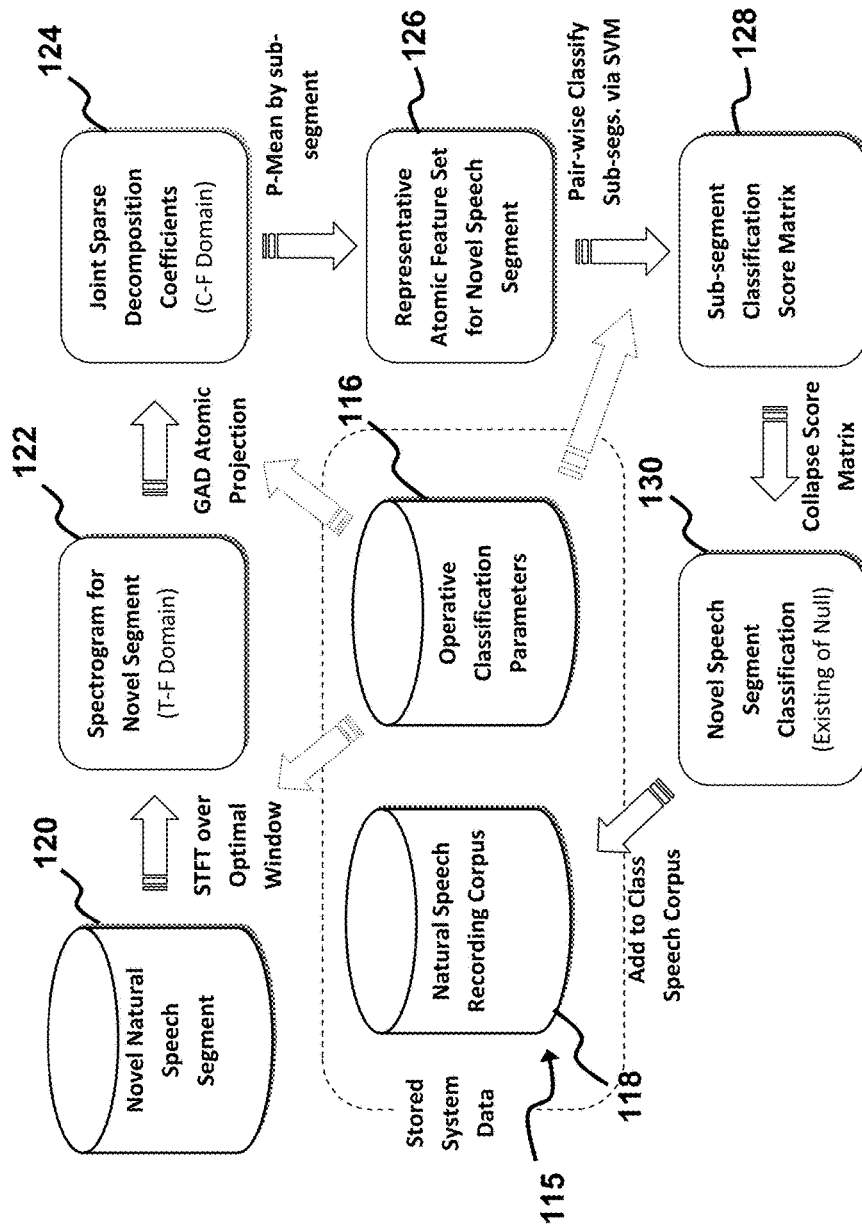 120
Novel Natural
Speech
Segment
STFT over
Optimal
Window
122
Spectrogram for
Novel Segment
(T-F Domain)
GAD Atomic
Projection
124
Joint Sparse
Decomposition
Coefficients
(C-F Domain)
P-Mean by sub-
segment
126
Representative
Atomic Feature Set
for Novel Speech
Segment
Pair-wise Classify
Sub-segs. via SVM
128
Sub-segment
Classification
Score Matrix
Collapse Score
Matrix
130
Novel Speech
Segment
Classification
(Existing of Null)
Add to Class
Speech Corpus
Stored
System
Data
115
118
Natural Speech
Recording Corpus
116
Operative
Classification
Parameters